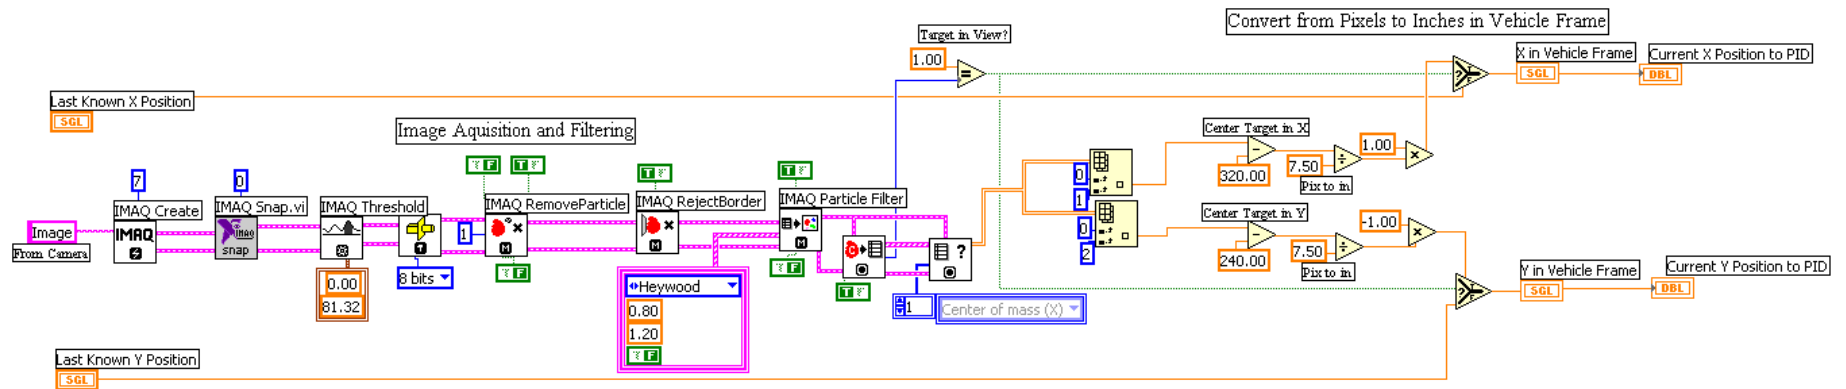 Convert from Pixels to Inches in Vehicle Frame
Target in View?
1.00
=
X in Vehicle Frame
SGL
Current X Position to PID
DBL
Last Known X Position
SGL
Image Aquisition and Filtering
Image
From Camera
7
IMAQ Create
IMAQ
0
IMAQ Snap.vi
IMAQ
snap
IMAQ Threshold
0.00
81.32
8 bits
T F
T F
IMAQ RemoveParticle
1
M
T F
T F
IMAQ RejectBorder
M
T F
IMAQ Particle Filter
M
T F
Heywood
0.80
1.20
T F
C
T F
?
1
Center of mass (X)
0
1
0
2
Center Target in X
320.00
7.50
Pix to in
1.00
Center Target in Y
240.00
7.50
Pix to in
-1.00
Y in Vehicle Frame
SGL
Current Y Position to PID
DBL
Last Known Y Position
SGL